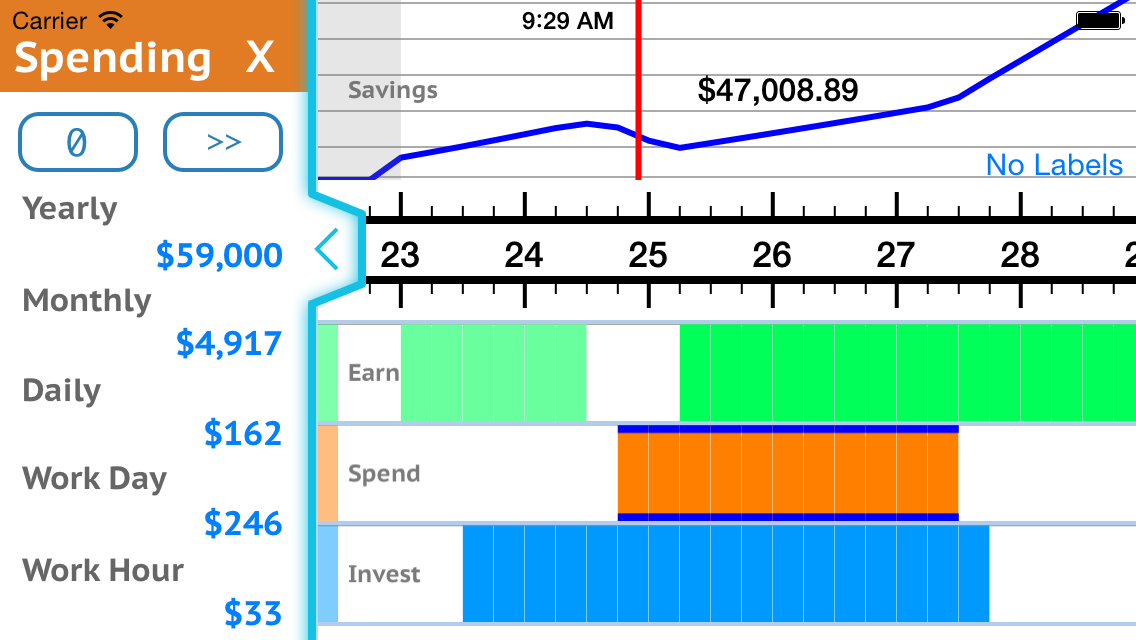 Carrier
9:29 AM
Spending X
0 >>
Yearly
$59,000
Monthly
$4,917
Daily
$162
Work Day
$246
Work Hour
$33
Savings
$47,008.89
No Labels
23 24 25 26 27 28 2
Earn
Spend
Invest